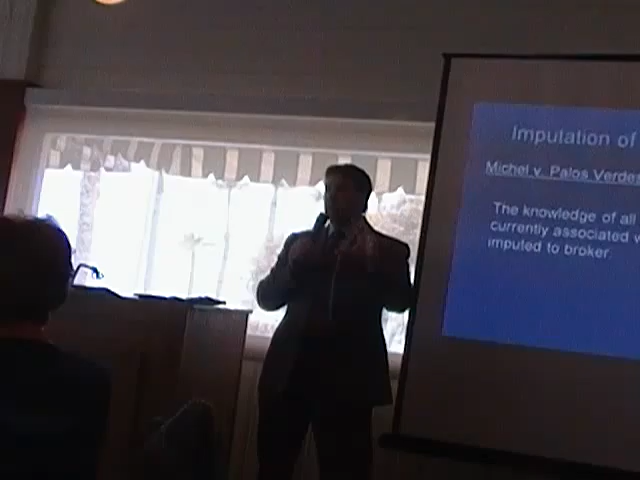 Imputation of
Michel v. Palos Verdes
The knowledge of all
currently associated
imputed to broker.